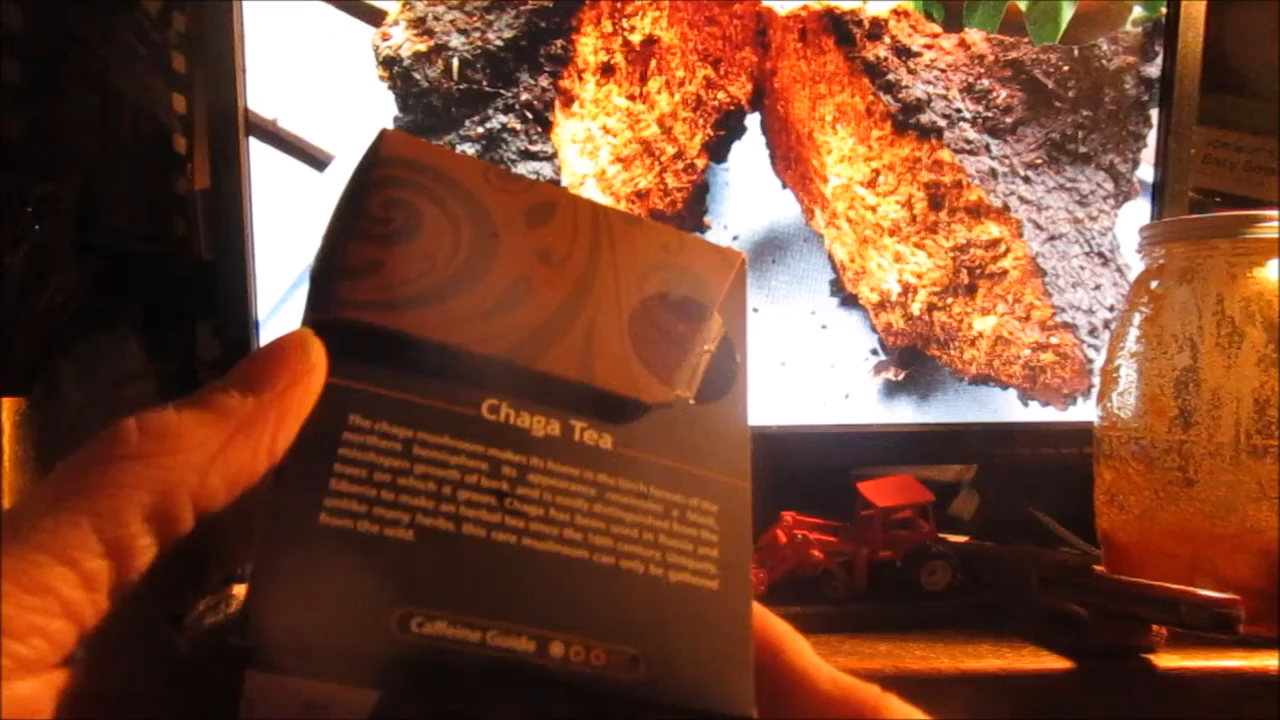 Easy
Chaga Tea
The chaga mushroom makes its home in the birch forests of the
northern hemisphere. Its appearance resembles a
misshapen growth of bark, and is easily distinguished from the
trees on which it grows. Chaga has been used in Russia and
Siberia to make an herbal tea since the 16th century. Uniquely,
unlike many herbs, this rare mushroom can only be gathered
from the wild.
Caffeine Guide